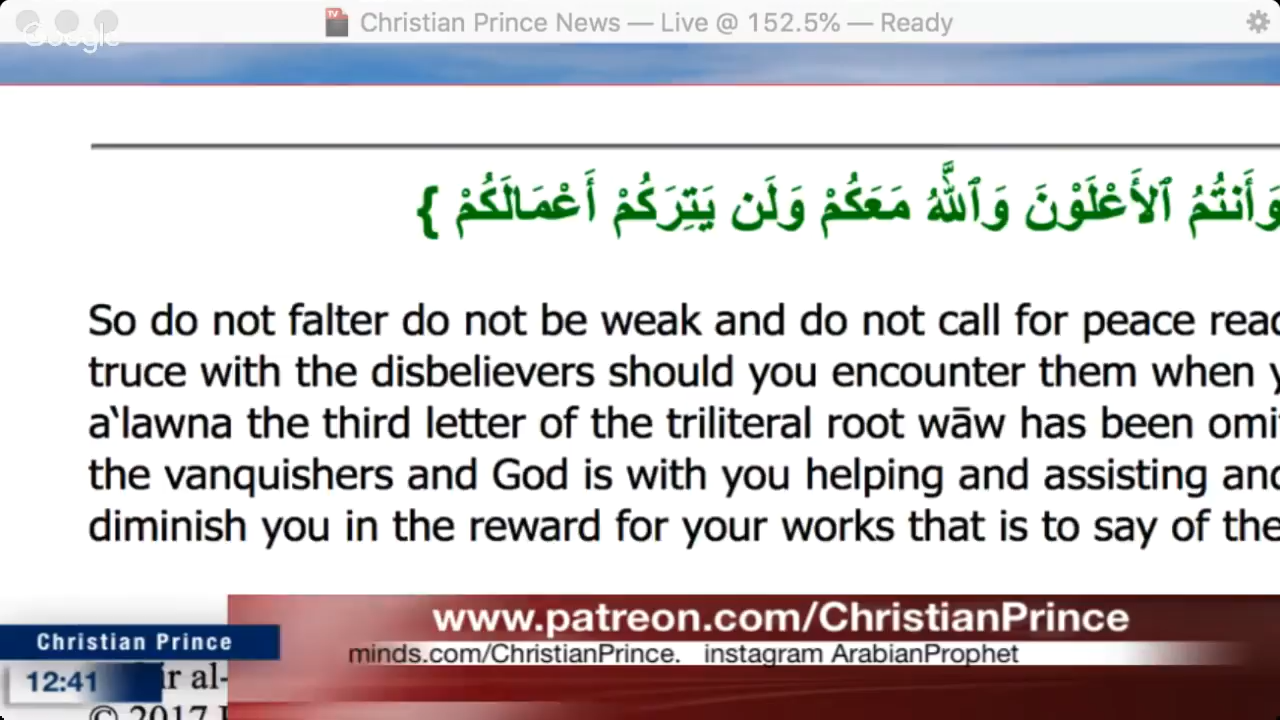 Christian Prince News — Live @ 152.5% — Ready
Google
وَأَنتُمُ ٱلأَعْلَوْنَ وَٱللَّهُ مَعَكُمْ وَلَن يَتِرَكُمْ أَعْمَالَكُمْ }
So do not falter do not be weak and do not call for peace
truce with the disbelievers should you encounter them when
a‘lawna the third letter of the triliteral root wāw has been
the vanquishers and God is with you helping and assisting
diminish you in the reward for your works that is to say of the
www.patreon.com/ChristianPrince
Christian Prince
minds.com/ChristianPrince. instagram ArabianProphet
12:41
al-
© 2017